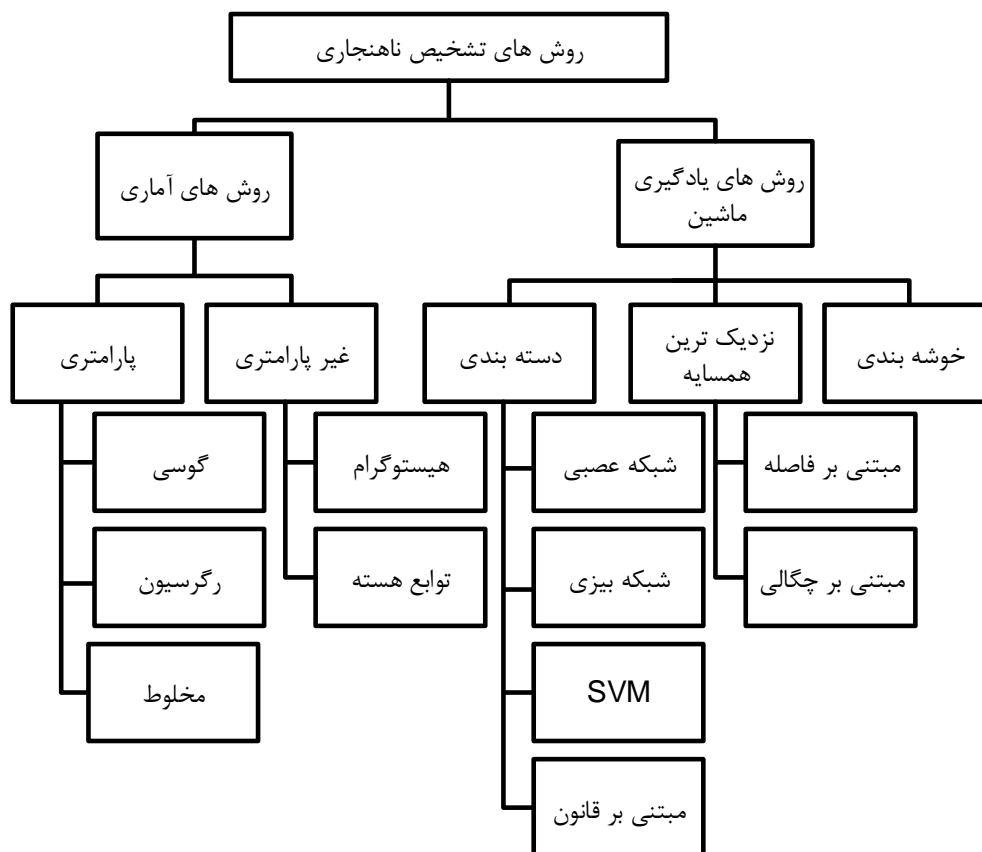 روش های تشخیص ناهنجاری
روش های یادگیری
ماشین
روش های آماری
خوشه بندی
نزدیک ترین
همسایه
دسته بندی
غیر پارامتری
پارامتری
مبتنی بر فاصله
شبکه عصبی
هیستوگرام
گوسی
مبتنی بر چگالی
شبکه بیزی
توابع هسته
رگرسیون
SVM
مخلوط
مبتنی بر قانون